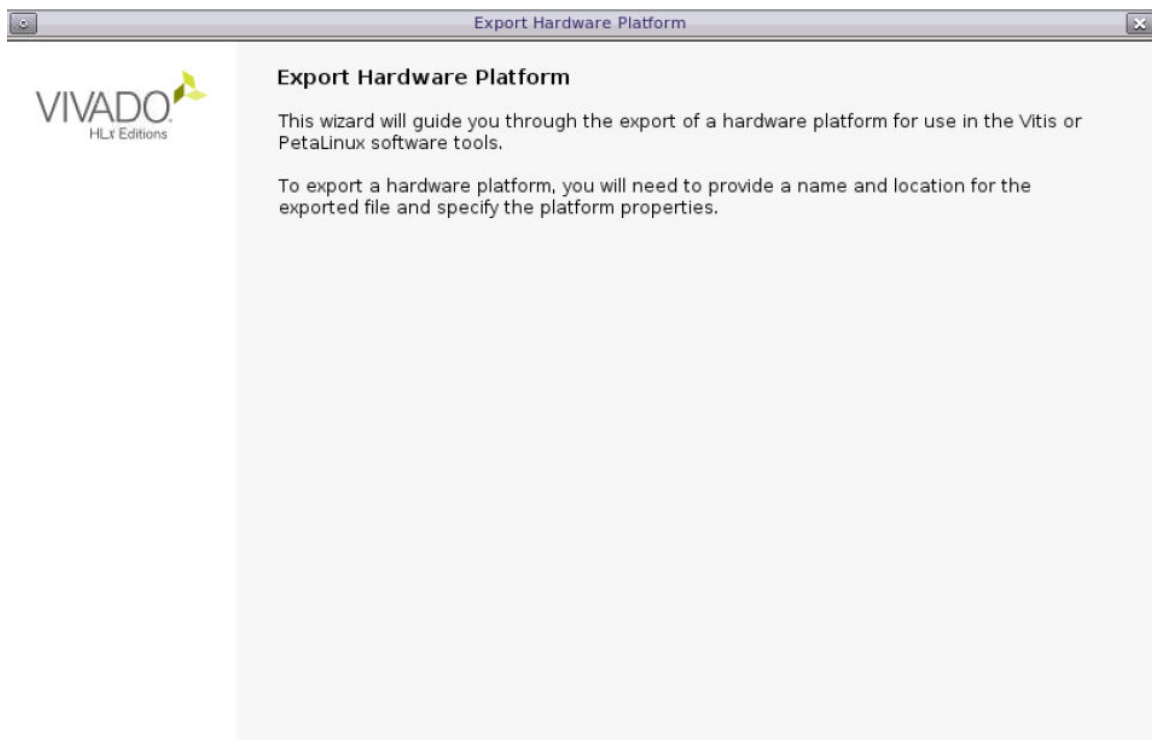 Export Hardware Platform
VIVADO.
HLx Editions
Export Hardware Platform
This wizard will guide you through the export of a hardware platform for use in the Vitis or
PetaLinux software tools.
To export a hardware platform, you will need to provide a name and location for the
exported file and specify the platform properties.